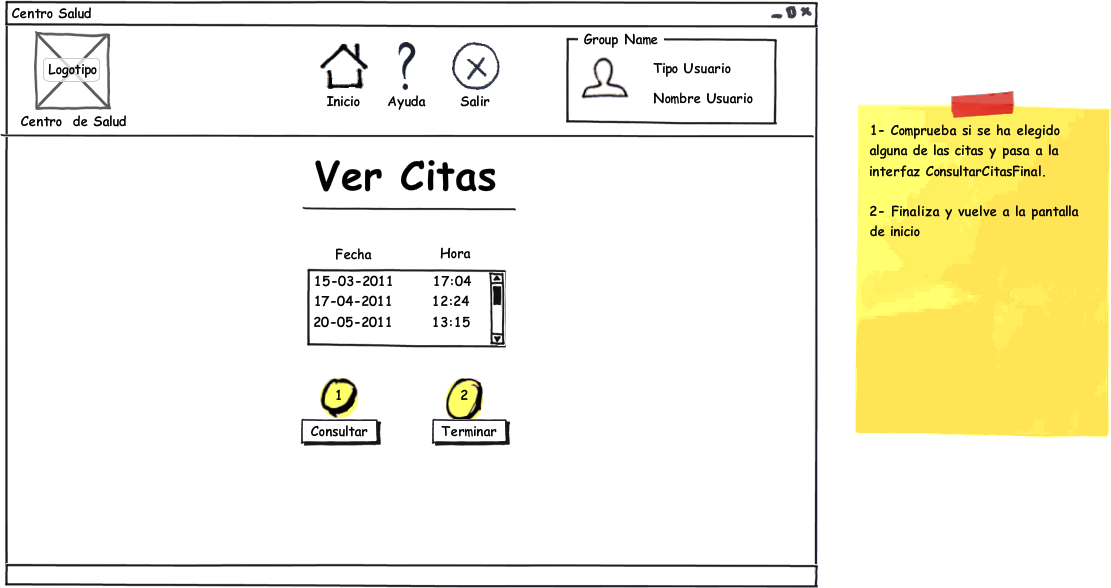 Centro Salud
Logotipo
Centro de Salud
Inicio
Ayuda
Salir
Group Name
Tipo Usuario
Nombre Usuario
Ver Citas
Fecha Hora
15-03-2011 17:04
17-04-2011 12:24
20-05-2011 13:15
1
Consultar
2
Terminar
1- Comprueba si se ha elegido
alguna de las citas y pasa a la
interfaz ConsultarCitasFinal.
2- Finaliza y vuelve a la pantalla
de inicio